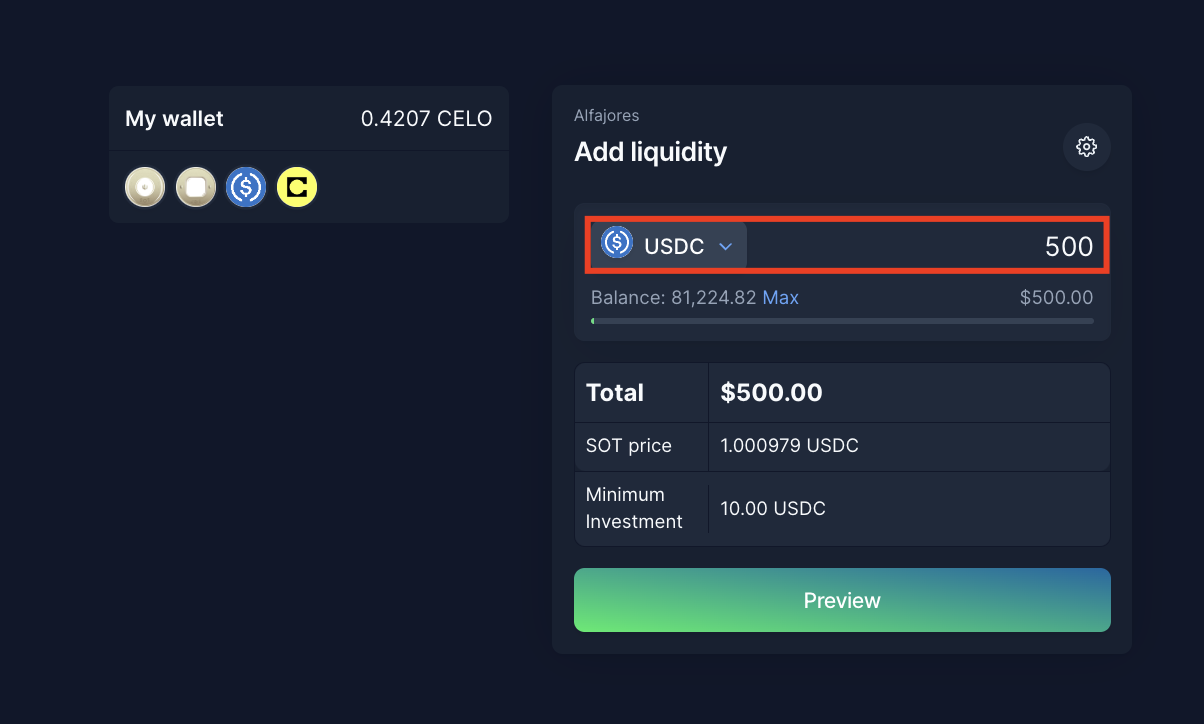 My wallet 0.4207 CELO
Alfajores
Add liquidity
USDC 500
Balance: 81,224.82 Max $500.00
Total $500.00
SOT price 1.000979 USDC
Minimum
Investment 10.00 USDC
Preview